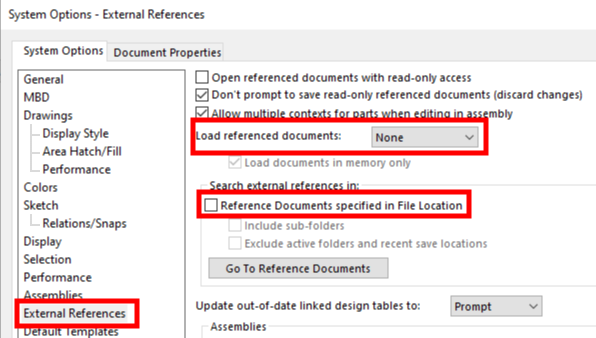 System Options - External References
System Options
Document Properties
General
MBD
Drawings
Display Style
Area Hatch/Fill
Performance
Colors
Sketch
Relations/Snaps
Display
Selection
Performance
Assemblies
External References
Default Templates
Open referenced documents with read-only access
Don't prompt to save read-only referenced documents (discard changes)
Allow multiple contexts for parts when editing in assembly
Load referenced documents: None
Load documents in memory only
Search external references in:
Reference Documents specified in File Location
Include sub-folders
Exclude active folders and recent save locations
Go To Reference Documents
Update out-of-date linked design tables to: Prompt
Assemblies